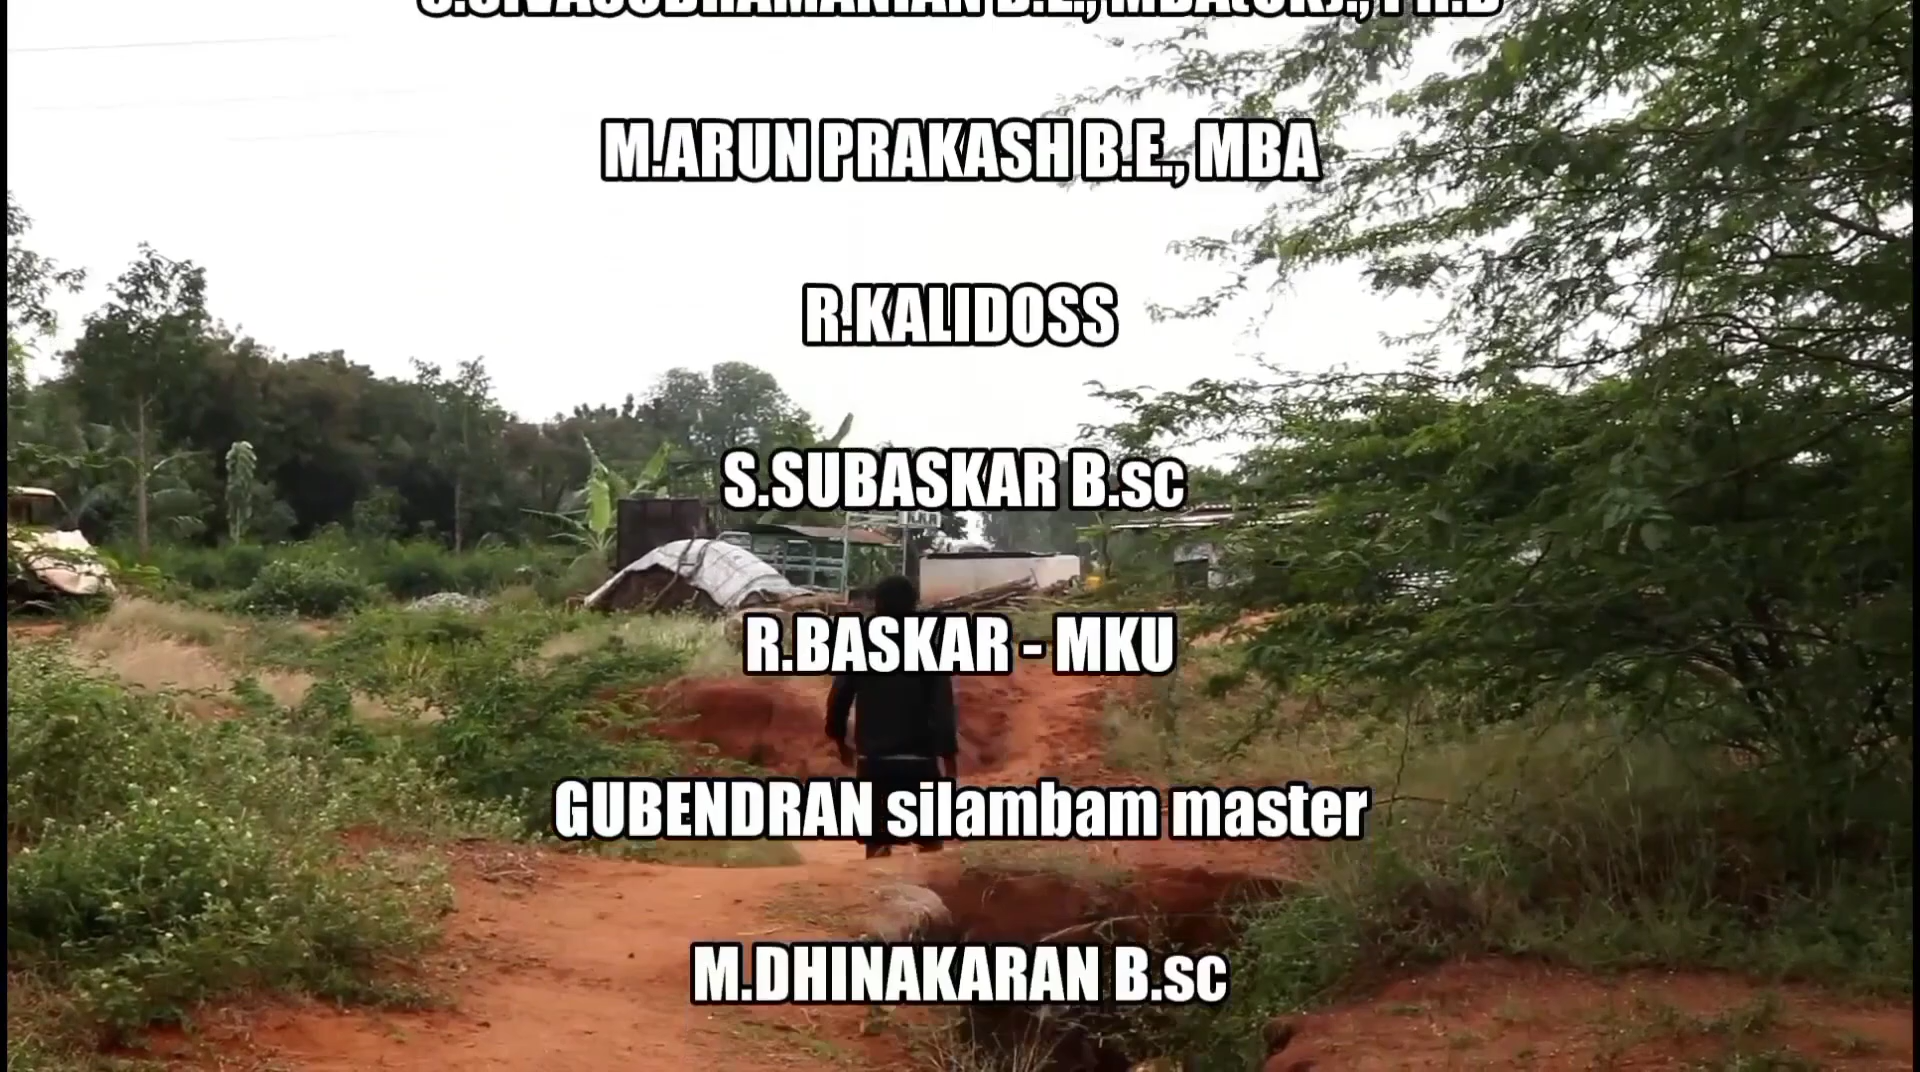 M.ARUN PRAKASH B.E., MBA
R.KALIDOSS
S.SUBASKAR B.sc
R.BASKAR - MKU
GUBENDRAN silambam master
M.DHINAKARAN B.sc